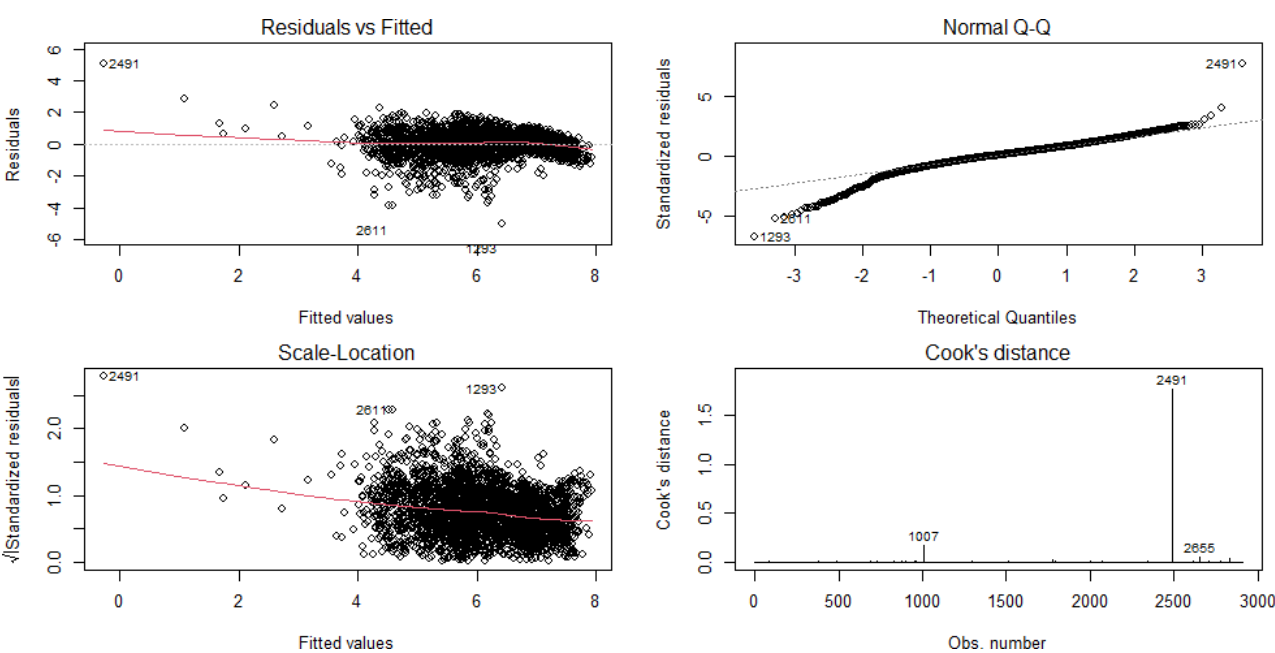 Residuals vs Fitted
Residuals
6
4
2
0
-2
-4
-6
2491
2611
1293
0 2 4 6 8
Fitted values
Normal Q-Q
Standardized residuals
5
0
-5
2491
2611
1293
-3 -2 -1 0 1 2 3
Theoretical Quantiles
Scale-Location
√|Standardized residuals|
2.0
1.0
0.0
2491
2611
1293
0 2 4 6 8
Fitted values
Cook's distance
Cook's distance
1.5
1.0
0.5
0.0
2491
1007
2655
0 500 1000 1500 2000 2500 3000
Obs. number